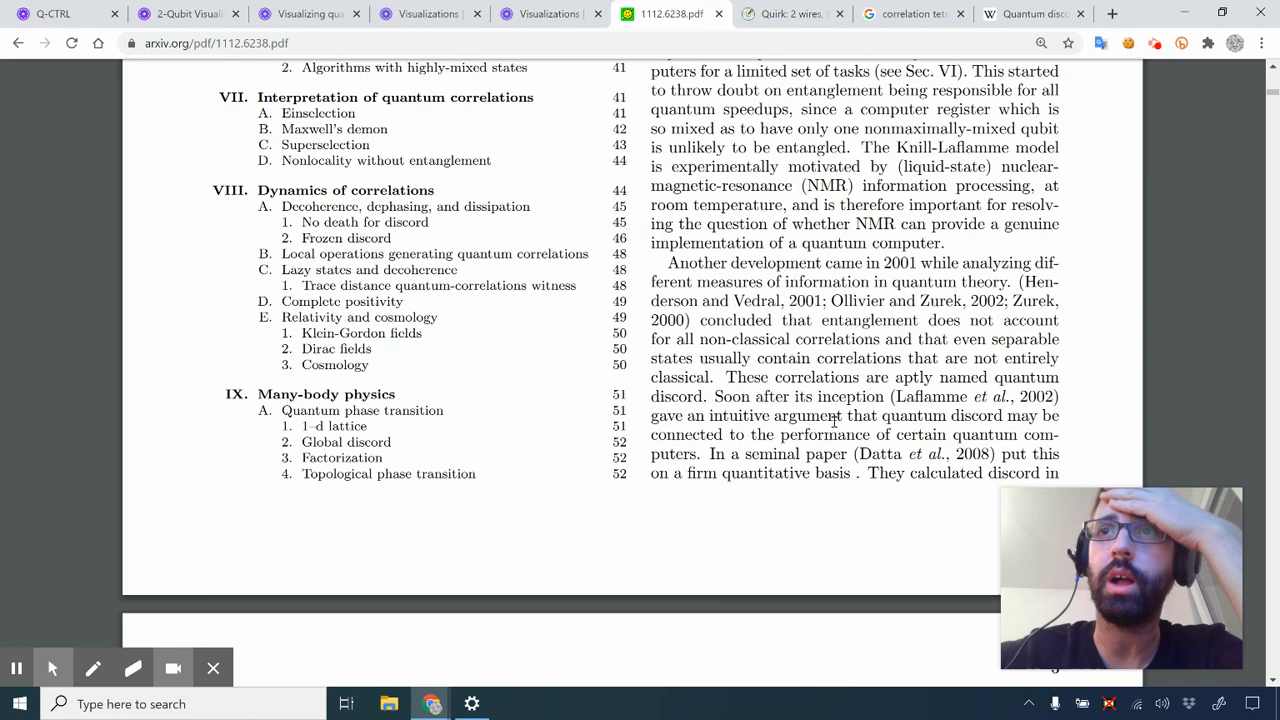 Q-CTRL
2-Qubit Visuali
Visualizing qua
Visualizations |
Visualizations |
1112.6238.pdf
Quirk: 2 wires,
correlation tetr
Quantum disco
arxiv.org/pdf/1112.6238.pdf
2. Algorithms with highly-mixed states 41
VII. Interpretation of quantum correlations 41
A. Einselection 41
B. Maxwell's demon 42
C. Superselection 43
D. Nonlocality without entanglement 44
VIII. Dynamics of correlations 44
A. Decoherence, dephasing, and dissipation 45
1. No death for discord 45
2. Frozen discord 46
B. Local operations generating quantum correlations 48
C. Lazy states and decoherence 48
1. Trace distance quantum-correlations witness 48
D. Complete positivity 49
E. Relativity and cosmology 49
1. Klein-Gordon fields 50
2. Dirac fields 50
3. Cosmology 50
IX. Many-body physics 51
A. Quantum phase transition 51
1. 1–d lattice 51
2. Global discord 52
3. Factorization 52
4. Topological phase transition 52
puters for a limited set of tasks (see Sec. VI). This started
to throw doubt on entanglement being responsible for all
quantum speedups, since a computer register which is
so mixed as to have only one nonmaximally-mixed qubit
is unlikely to be entangled. The Knill-Laflamme model
is experimentally motivated by (liquid-state) nuclear-
magnetic-resonance (NMR) information processing, at
room temperature, and is therefore important for resolv-
ing the question of whether NMR can provide a genuine
implementation of a quantum computer.
Another development came in 2001 while analyzing dif-
ferent measures of information in quantum theory. (Hen-
derson and Vedral, 2001; Ollivier and Zurek, 2002; Zurek,
2000) concluded that entanglement does not account
for all non-classical correlations and that even separable
states usually contain correlations that are not entirely
classical. These correlations are aptly named quantum
discord. Soon after its inception (Laflamme et al., 2002)
gave an intuitive argument that quantum discord may be
connected to the performance of certain quantum com-
puters. In a seminal paper (Datta et al., 2008) put this
on a firm quantitative basis . They calculated discord in
Type here to search